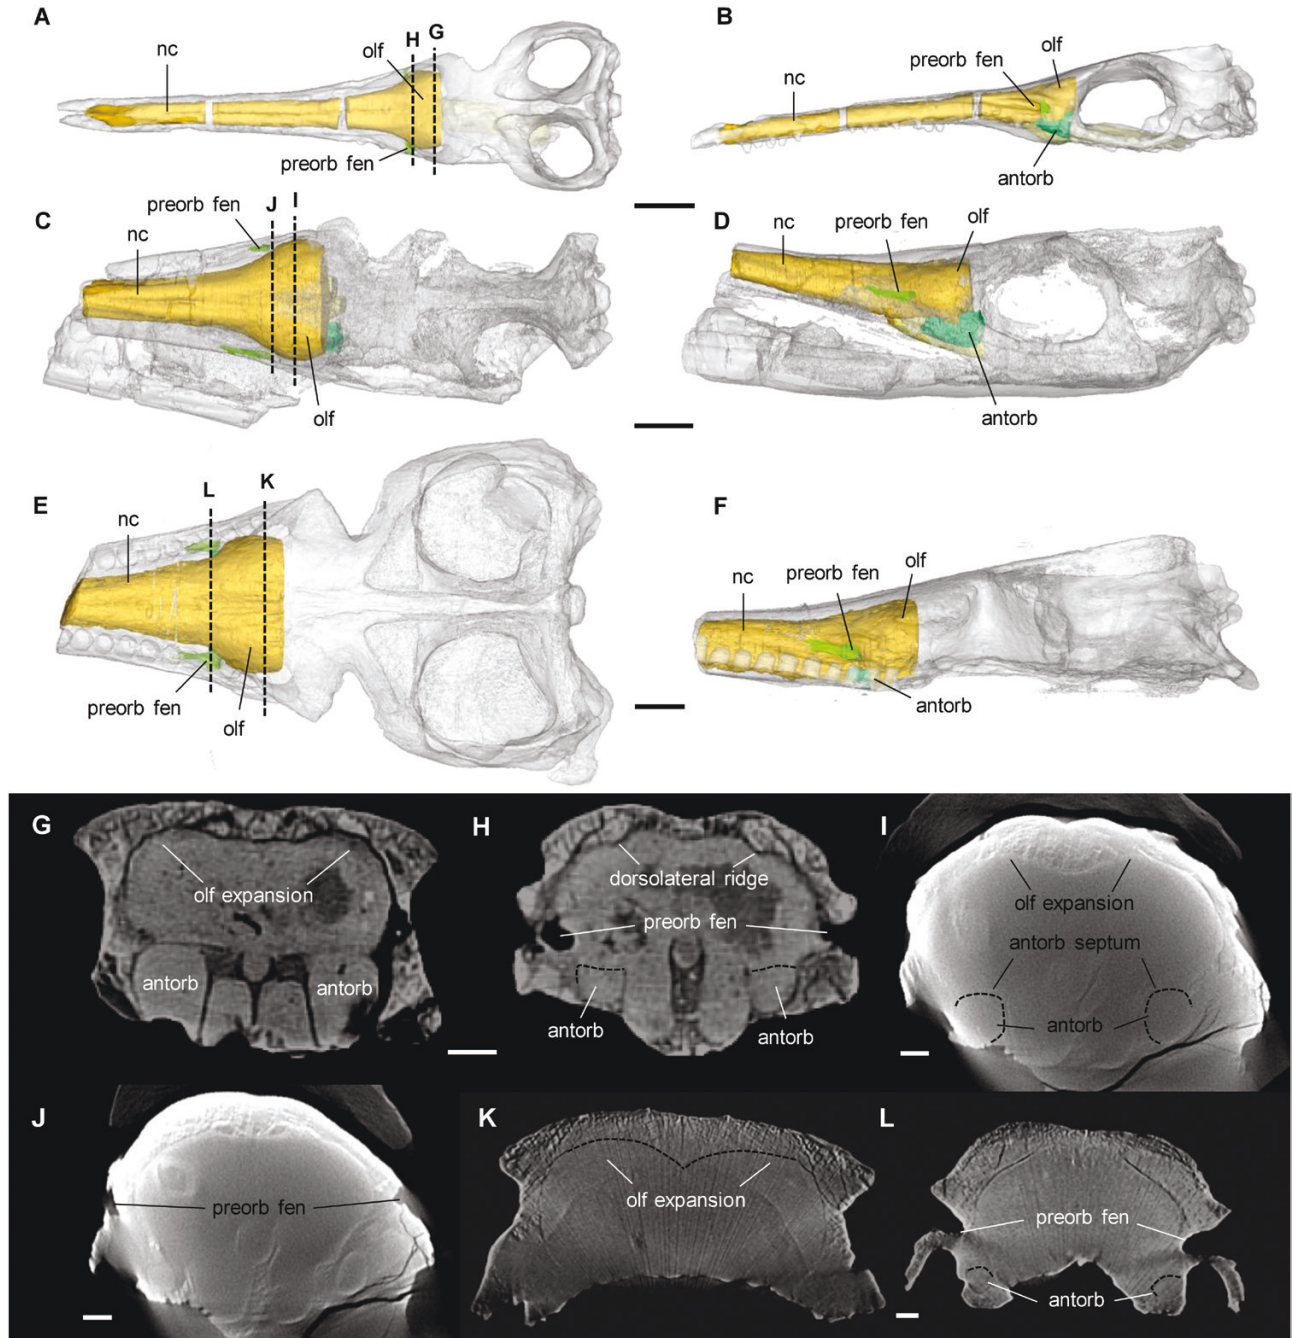 A
H G
nc
olf
preorb fen
B
olf
preorb fen
nc
antorb
C
preorb fen
J I
nc
olf
D
olf
preorb fen
nc
antorb
E
L K
nc
preorb fen
olf
F
olf
preorb fen
nc
antorb
G
olf expansion
antorb antorb
H
dorsolateral ridge
preorb fen
antorb antorb
I
olf expansion
antorb septum
antorb
J
preorb fen
K
olf expansion
L
preorb fen
antorb